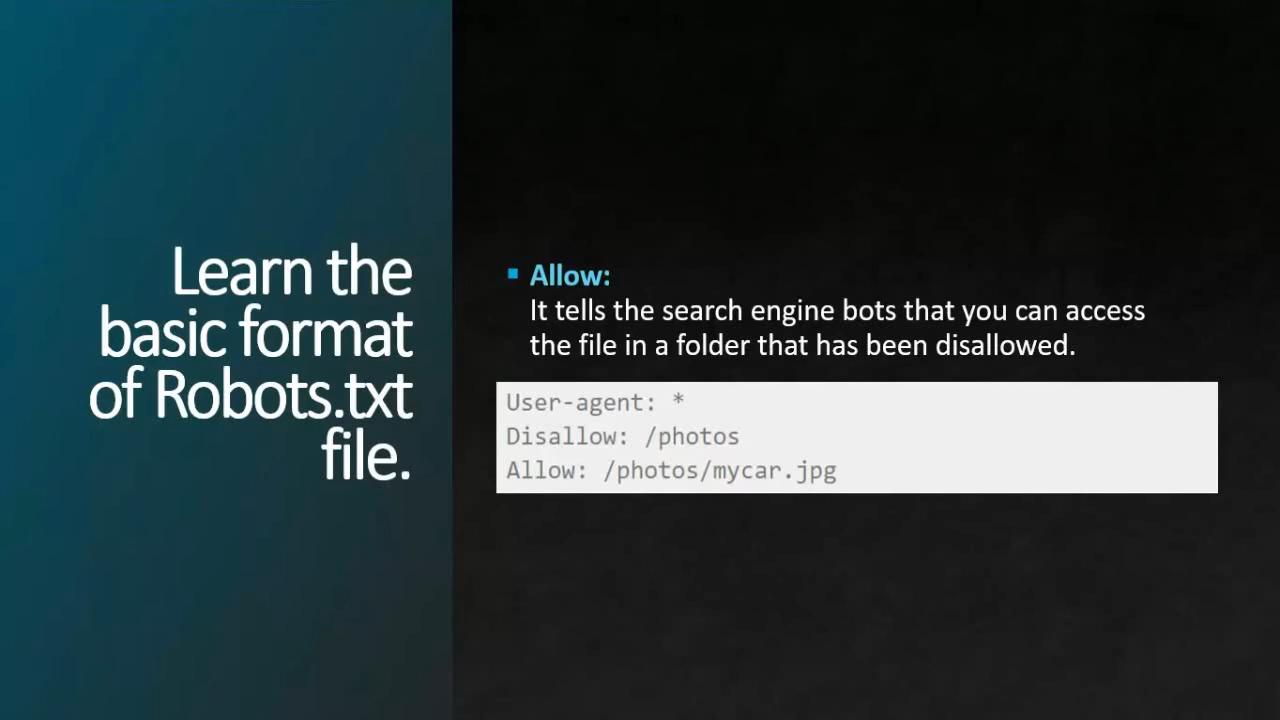 Learn the
basic format
of Robots.txt
file.
▪ Allow:
It tells the search engine bots that you can access
the file in a folder that has been disallowed.
User-agent: *
Disallow: /photos
Allow: /photos/mycar.jpg